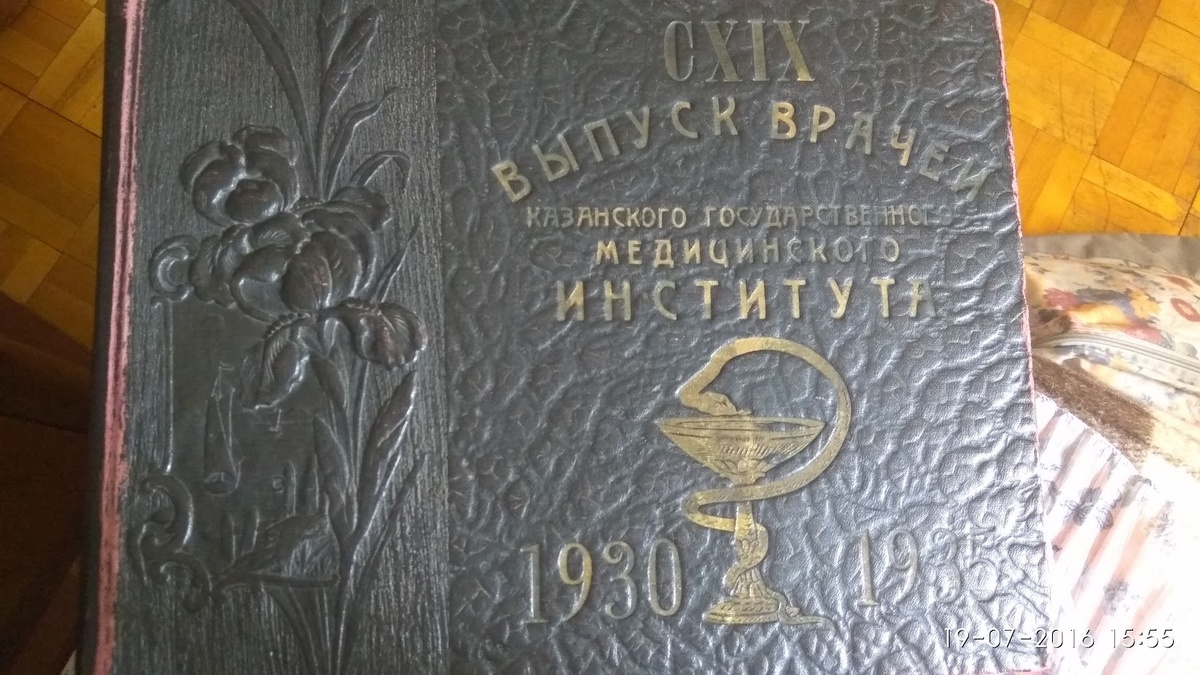 CXIX
ВЫПУСК ВРАЧЕЙ
КАЗАНСКОГО ГОСУДАРСТВЕННОГО
МЕДИЦИНСКОГО
ИНСТИТУТА
1930 1935
19-07-2016 15:55